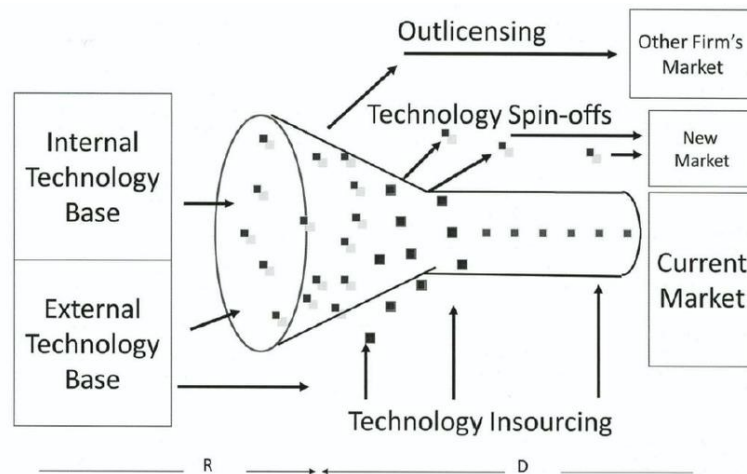 Outlicensing
Other Firm's
Market
Technology Spin-offs
New
Market
Internal
Technology
Base
External
Technology
Base
Current
Market
Technology Insourcing
R
D